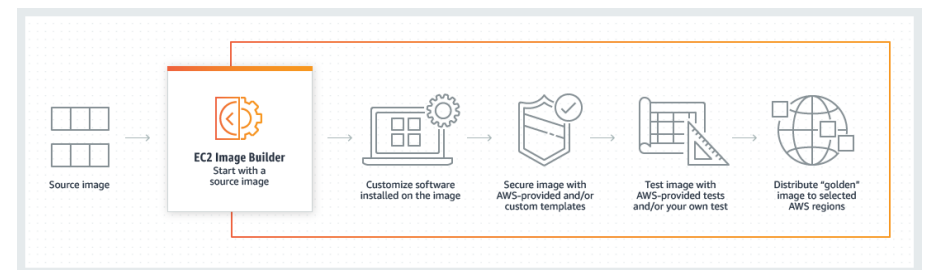 Source image
EC2 Image Builder
Start with a
source image
Customize software
installed on the image
Secure image with
AWS-provided and/or
custom templates
Test image with
AWS-provided tests
and/or your own test
Distribute “golden”
image to selected
AWS regions